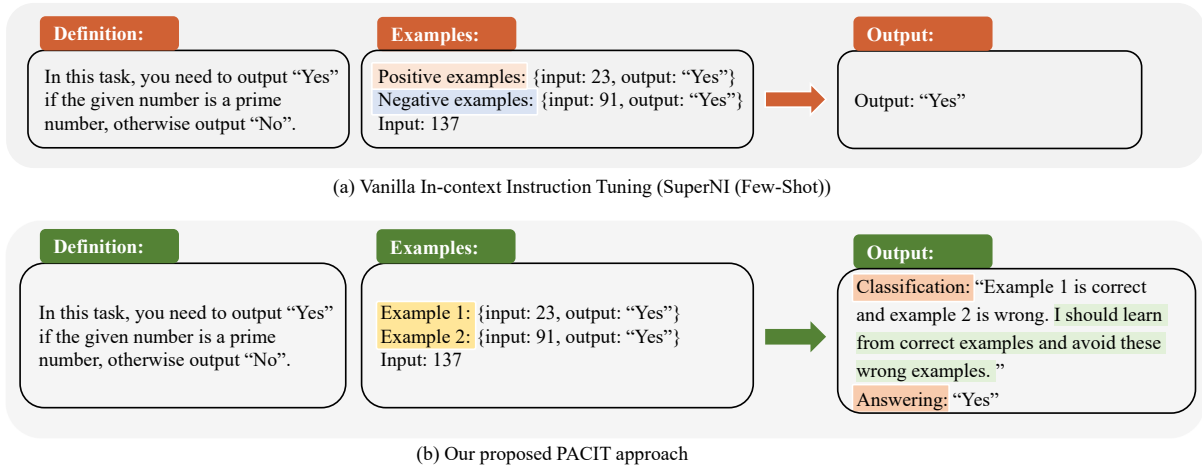 Definition:
Examples:
Output:
In this task, you need to output “Yes”
if the given number is a prime
number, otherwise output “No”.
Positive examples: {input: 23, output: “Yes”}
Negative examples: {input: 91, output: “Yes”}
Input: 137
Output: “Yes”
(a) Vanilla In-context Instruction Tuning (SuperNI (Few-Shot))
Definition:
Examples:
Output:
In this task, you need to output “Yes”
if the given number is a prime
number, otherwise output “No”.
Example 1: {input: 23, output: “Yes”}
Example 2: {input: 91, output: “Yes”}
Input: 137
Classification: “Example 1 is correct
and example 2 is wrong. I should learn
from correct examples and avoid these
wrong examples. ”
Answering: “Yes”
(b) Our proposed PACIT approach